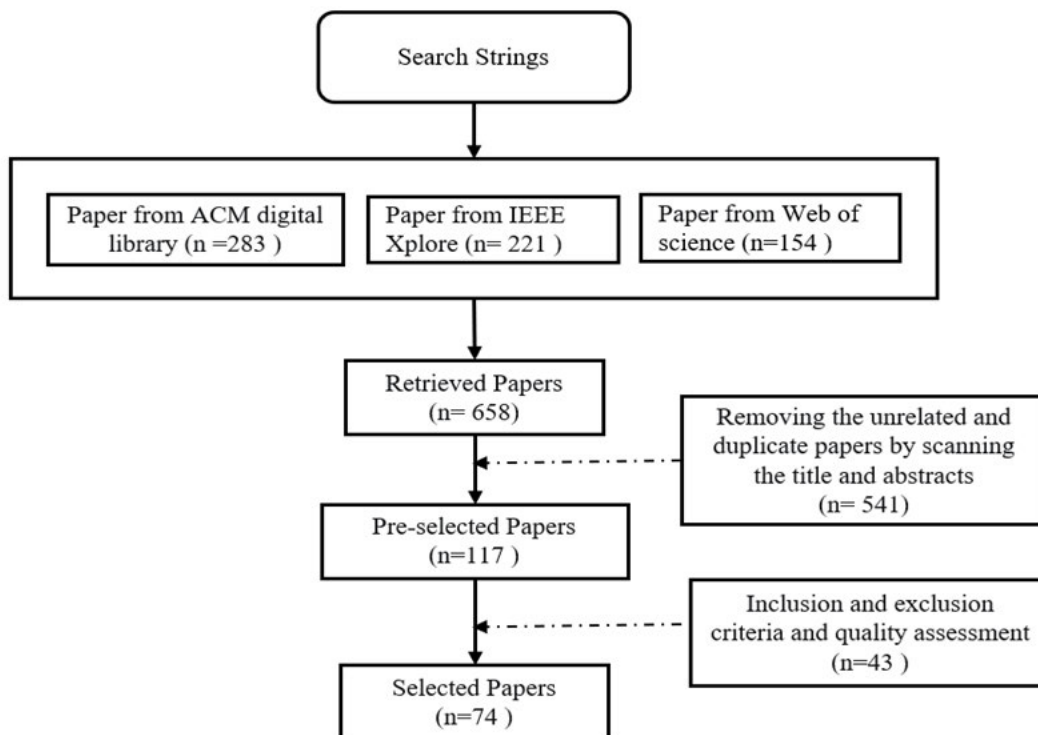 Search Strings
Paper from ACM digital
library (n =283 )
Paper from IEEE
Xplore (n= 221 )
Paper from Web of
science (n=154 )
Retrieved Papers
(n= 658)
Removing the unrelated and
duplicate papers by scanning
the title and abstracts
(n= 541)
Pre-selected Papers
(n=117 )
Inclusion and exclusion
criteria and quality assessment
(n=43 )
Selected Papers
(n=74 )